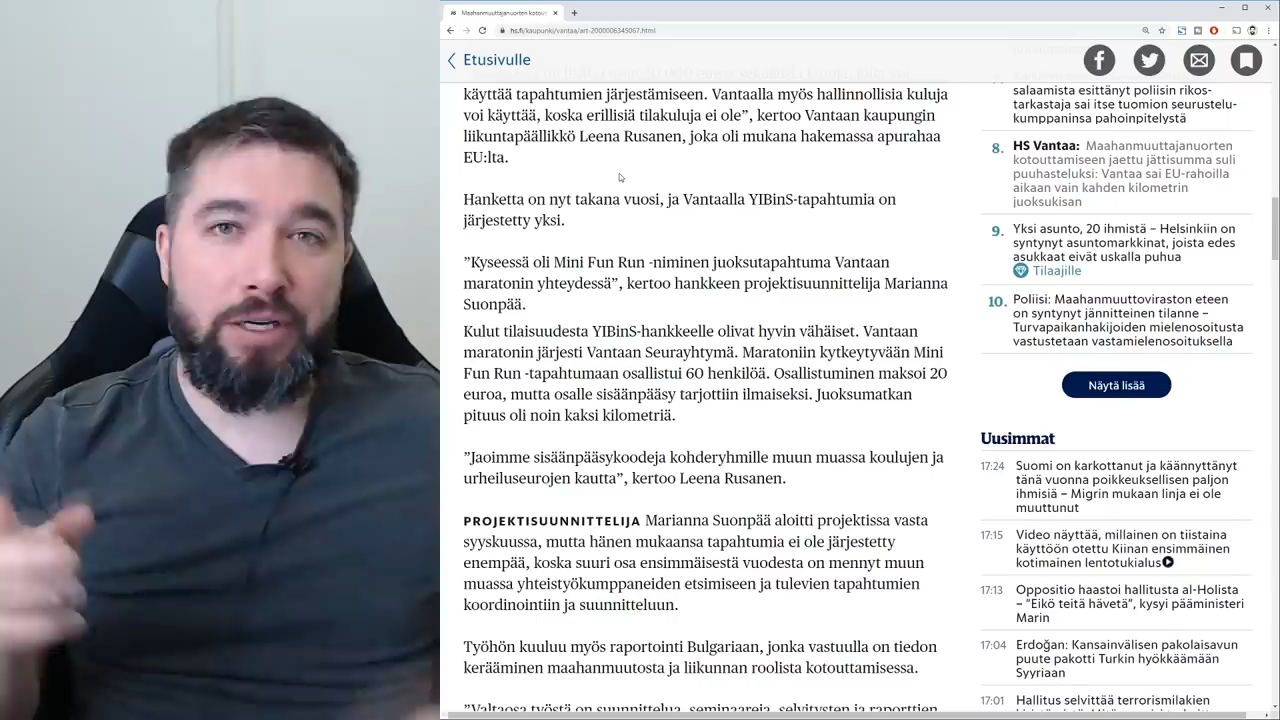 Maahanmuuttajanuorten kotout
hs.fi/kaupunki/vantaa/art-2000006345067.html
Etusivulle
käyttää tapahtumien järjestämiseen. Vantaalla myös hallinnollisia kuluja
voi käyttää, koska erillisiä tilakuluja ei ole”, kertoo Vantaan kaupungin
liikuntapäällikkö Leena Rusanen, joka oli mukana hakemassa apurahaa
EU:lta.
Hanketta on nyt takana vuosi, ja Vantaalla YIBinS-tapahtumia on
järjestetty yksi.
”Kyseessä oli Mini Fun Run -niminen juoksutapahtuma Vantaan
maratonin yhteydessä”, kertoo hankkeen projektisuunnittelija Marianna
Suonpää.
Kulut tilaisuudesta YIBinS-hankkeelle olivat hyvin vähäiset. Vantaan
maratonin järjesti Vantaan Seurayhtymä. Maratoniin kytkeytyvään Mini
Fun Run -tapahtumaan osallistui 60 henkilöä. Osallistuminen maksoi 20
euroa, mutta osalle sisäänpääsy tarjottiin ilmaiseksi. Juoksumatkan
pituus oli noin kaksi kilometriä.
”Jaoimme sisäänpääsykoodeja kohderyhmille muun muassa koulujen ja
urheiluseurojen kautta”, kertoo Leena Rusanen.
PROJEKTISUUNNITTELIJA Marianna Suonpää aloitti projektissa vasta
syyskuussa, mutta hänen mukaansa tapahtumia ei ole järjestetty
enempää, koska suuri osa ensimmäisestä vuodesta on mennyt muun
muassa yhteistyökumppaneiden etsimiseen ja tulevien tapahtumien
koordinointiin ja suunnitteluun.
Työhön kuuluu myös raportointi Bulgariaan, jonka vastuulla on tiedon
kerääminen maahanmuutosta ja liikunnan roolista kotouttamisessa.
”Valtaosa työstä on suunnittelua, seminaareja, selvitysten ja raporttien
salaamista esittänyt poliisin rikos-
tarkastaja sai itse tuomion seurustelu-
kumppaninsa pahoinpitelystä
8. HS Vantaa: Maahanmuuttajanuorten
kotouttamiseen jaettu jättisumma suli
puuhasteluksi: Vantaa sai EU-rahoilla
aikaan vain kahden kilometrin
juoksukisan
9. Yksi asunto, 20 ihmistä – Helsinkiin on
syntynyt asuntomarkkinat, joista edes
asukkaat eivät uskalla puhua
Tilaajille
10. Poliisi: Maahanmuuttoviraston eteen
on syntynyt jännitteinen tilanne –
Turvapaikanhakijoiden mielenosoitusta
vastustetaan vastamielenosoituksella
Näytä lisää
Uusimmat
17:24 Suomi on karkottanut ja käännyttänyt
tänä vuonna poikkeuksellisen paljon
ihmisiä – Migrin mukaan linja ei ole
muuttunut
17:15 Video näyttää, millainen on tiistaina
käyttöön otettu Kiinan ensimmäinen
kotimainen lentotukialus
17:13 Oppositio haastoi hallitusta al-Holista
– ”Eikö teitä hävetä”, kysyi pääministeri
Marin
17:04 Erdoğan: Kansainvälisen pakolaisavun
puute pakotti Turkin hyökkäämään
Syyriaan
17:01 Hallitus selvittää terrorismilakien